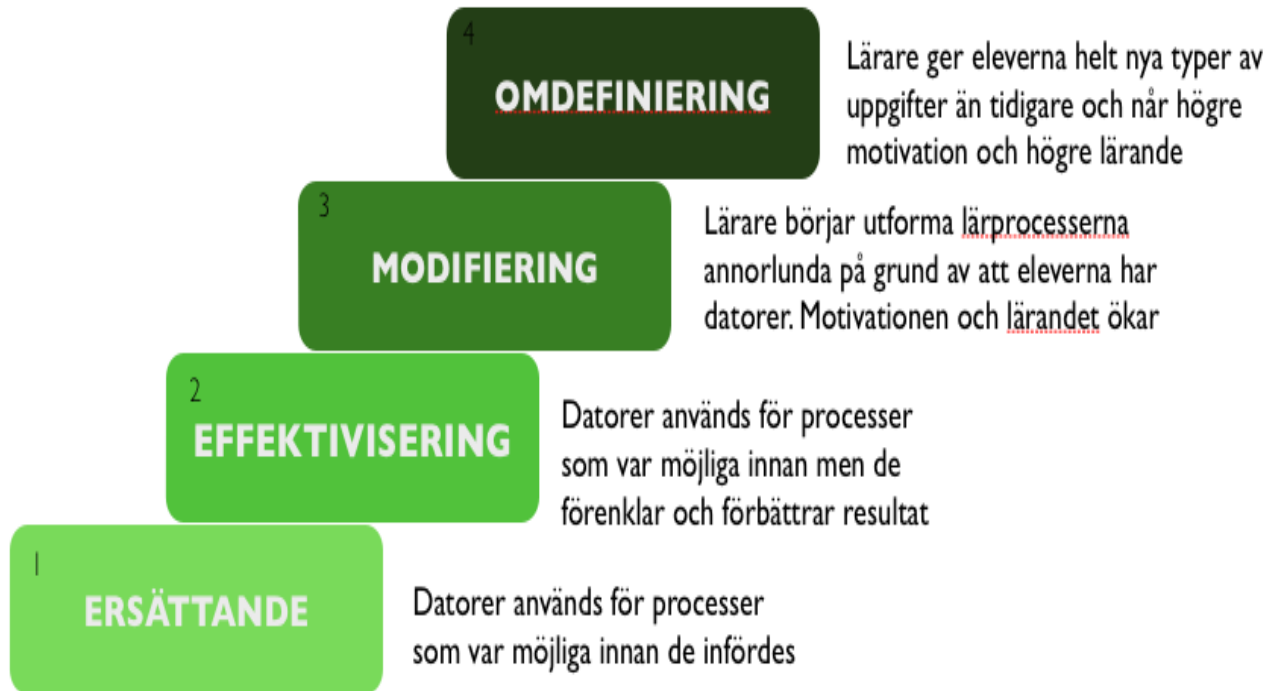 4
OMDEFINIERING
Lärare ger eleverna helt nya typer av
uppgifter än tidigare och når högre
motivation och högre lärande
3
MODIFIERING
Lärare börjar utforma lärprocesserna
annorlunda på grund av att eleverna har
datorer. Motivationen och lärandet ökar
2
EFFEKTIVISERING
Datorer används för processer
som var möjliga innan men de
förenklar och förbättrar resultat
1
ERSÄTTANDE
Datorer används för processer
som var möjliga innan de infördes